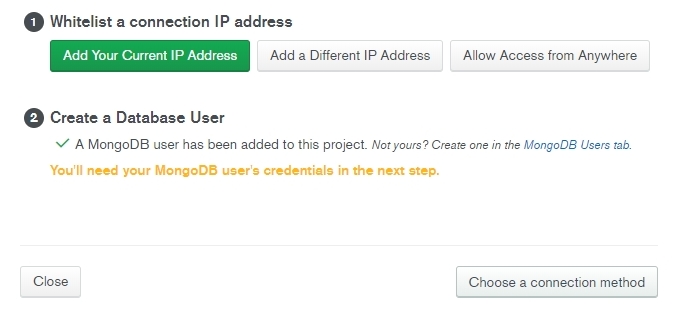 1 Whitelist a connection IP address
Add Your Current IP Address Add a Different IP Address Allow Access from Anywhere
2 Create a Database User
✓ A MongoDB user has been added to this project. Not yours? Create one in the MongoDB Users tab.
You'll need your MongoDB user's credentials in the next step.
Close Choose a connection method